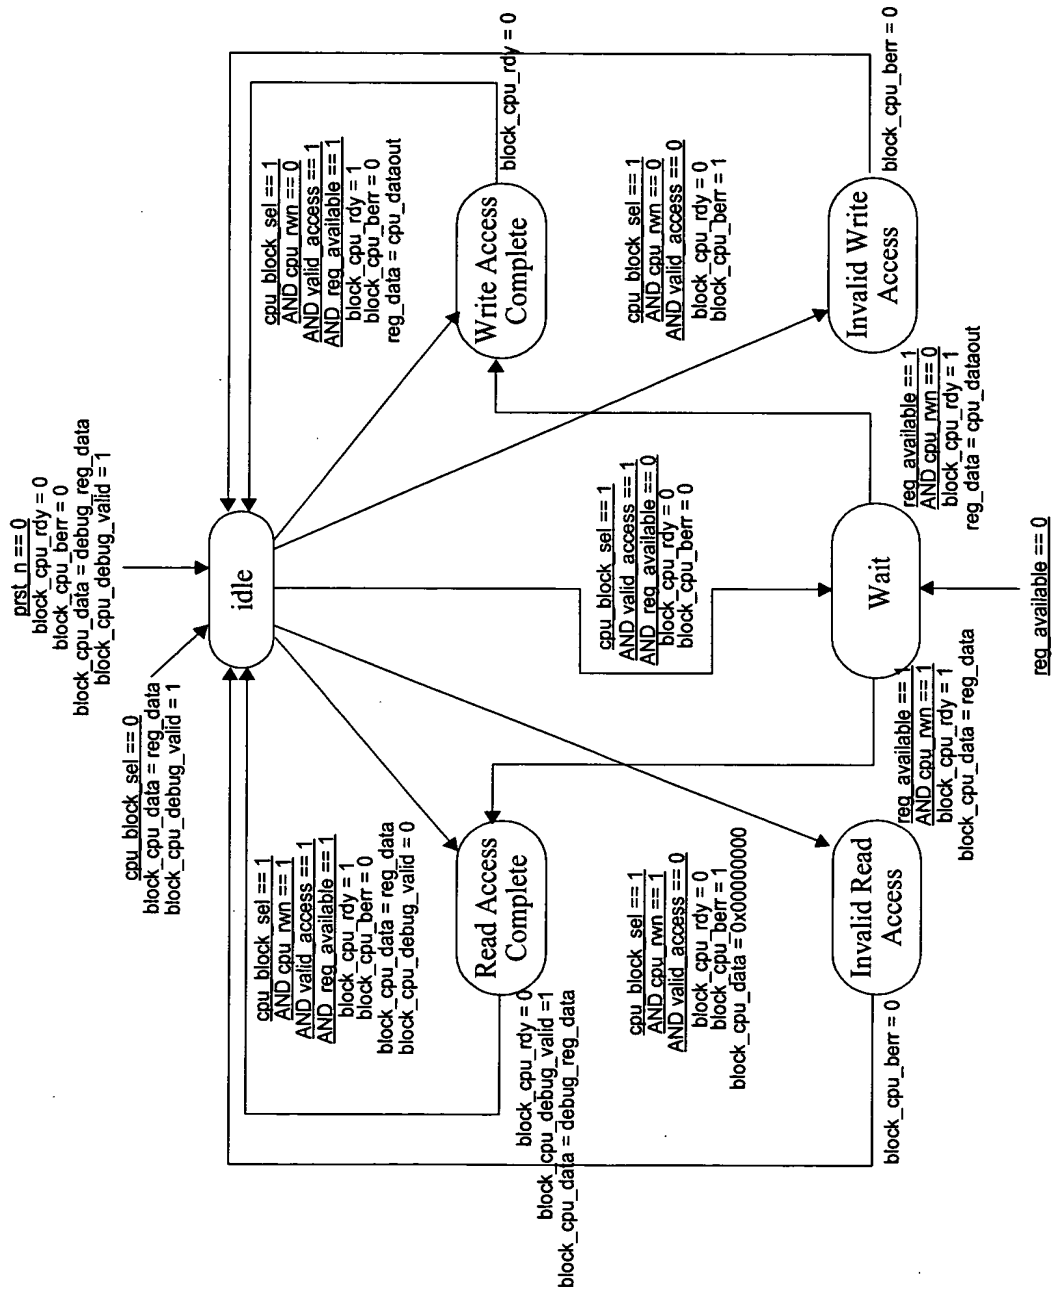 prst_n == 0
block_cpu_rdy = 0
block_cpu_berr = 0
block_cpu_data = debug_reg_data
block_cpu_debug_valid = 1
cpu_block_sel == 0
block_cpu_data = reg_data
block_cpu_debug_valid = 1
idle
cpu_block_sel == 1
AND cpu_rwn == 1
AND valid_access == 1
AND reg_available == 1
block_cpu_rdy = 1
block_cpu_berr = 0
block_cpu_data = reg_data
block_cpu_debug_valid = 0
cpu_block_sel == 1
AND cpu_rwn == 0
AND valid_access == 1
AND reg_available == 1
block_cpu_rdy = 1
block_cpu_berr = 0
reg_data = cpu_dataout
Read Access
Complete
Write Access
Complete
block_cpu_rdy = 0
block_cpu_debug_valid =1
block_cpu_data = debug_reg_data
block_cpu_rdy = 0
cpu_block_sel == 1
AND valid_access == 1
AND reg_available == 0
block_cpu_rdy = 0
block_cpu_berr = 0
cpu_block_sel == 1
AND cpu_rwn == 1
AND valid_access == 0
block_cpu_rdy = 0
block_cpu_berr = 1
block_cpu_data = 0x00000000
cpu_block_sel == 1
AND cpu_rwn == 0
AND valid_access == 0
block_cpu_rdy = 0
block_cpu_berr = 1
Invalid Read
Access
Wait
Invalid Write
Access
block_cpu_berr = 0
reg_available == 1
AND cpu_rwn == 1
block_cpu_rdy = 1
block_cpu_data = reg_data
reg_available == 1
AND cpu_rwn == 0
block_cpu_rdy = 1
reg_data = cpu_dataout
block_cpu_berr = 0
reg_available == 0